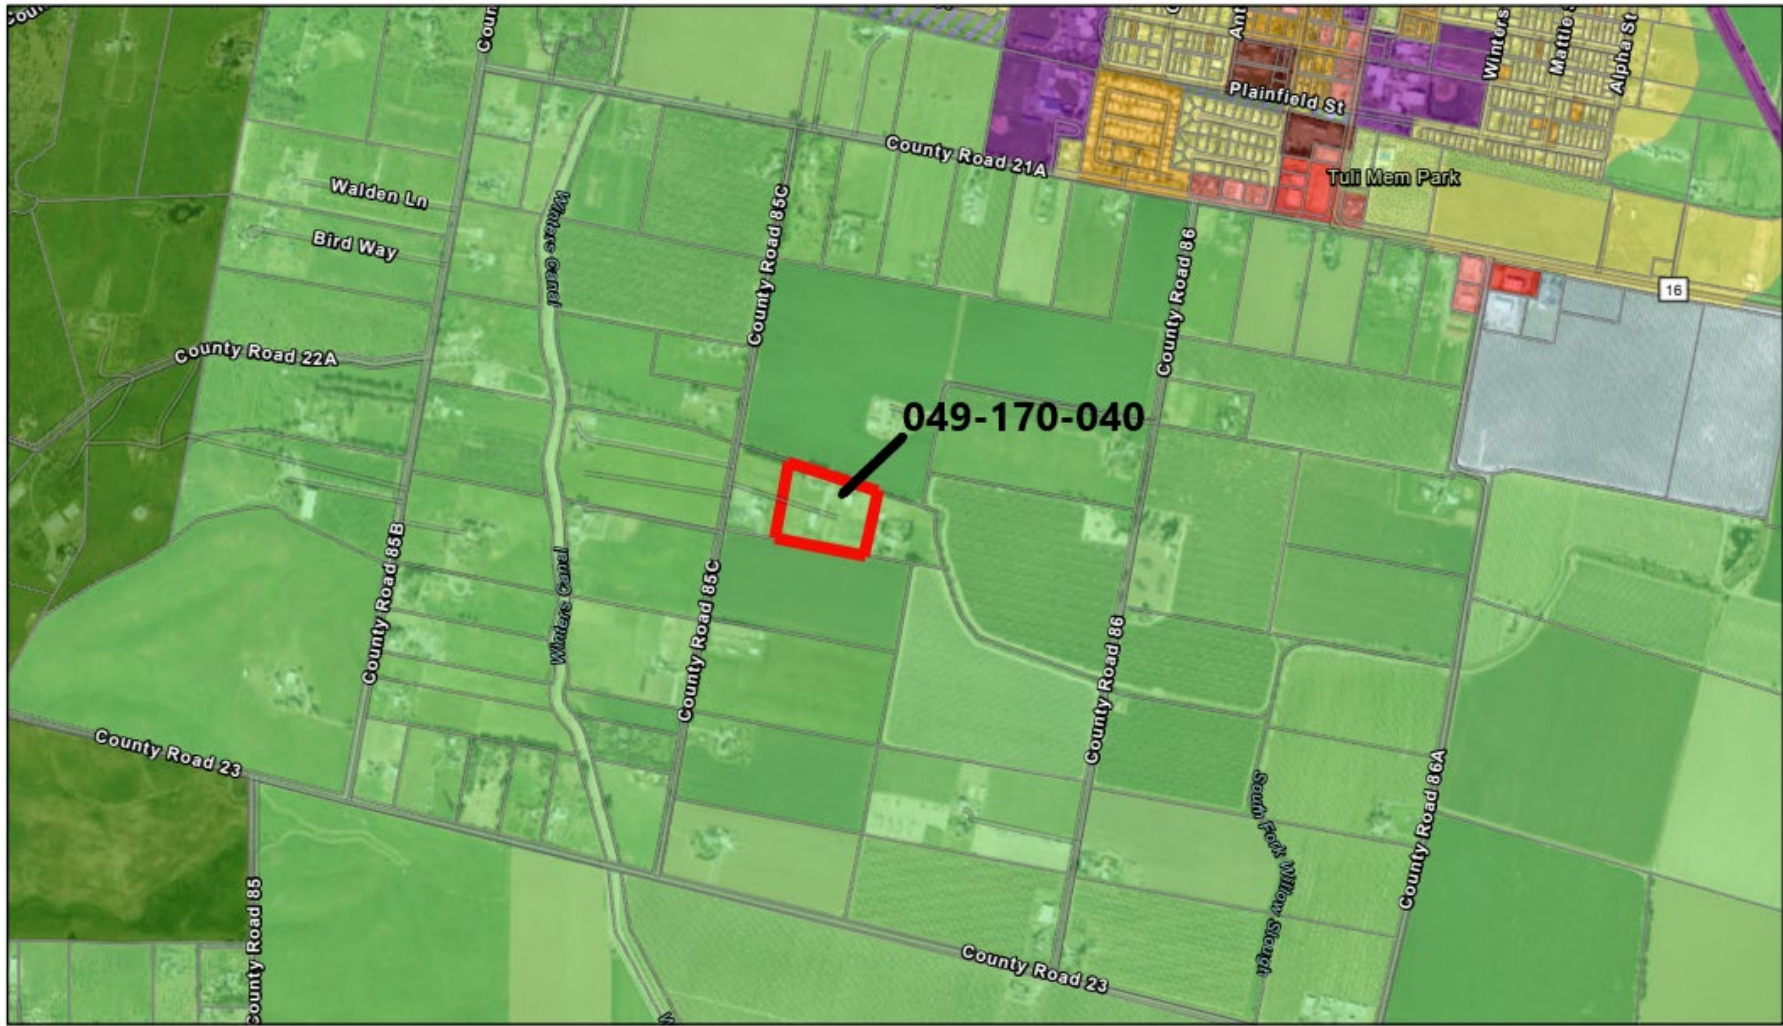 Coun
Coun
Ant
Winters
Mattie
Alpha St
Plainfield St
County Road 21A
Tuli Mem Park
Walden Ln
Winters Canal
County Road 85C
Bird Way
County Road 86
16
County Road 22A
049-170-040
County Road 85B
Winters Canal
County Road 85C
County Road 86
County Road 23
County Road 86A
South Fork Willow Slough
County Road 85
County Road 23
W